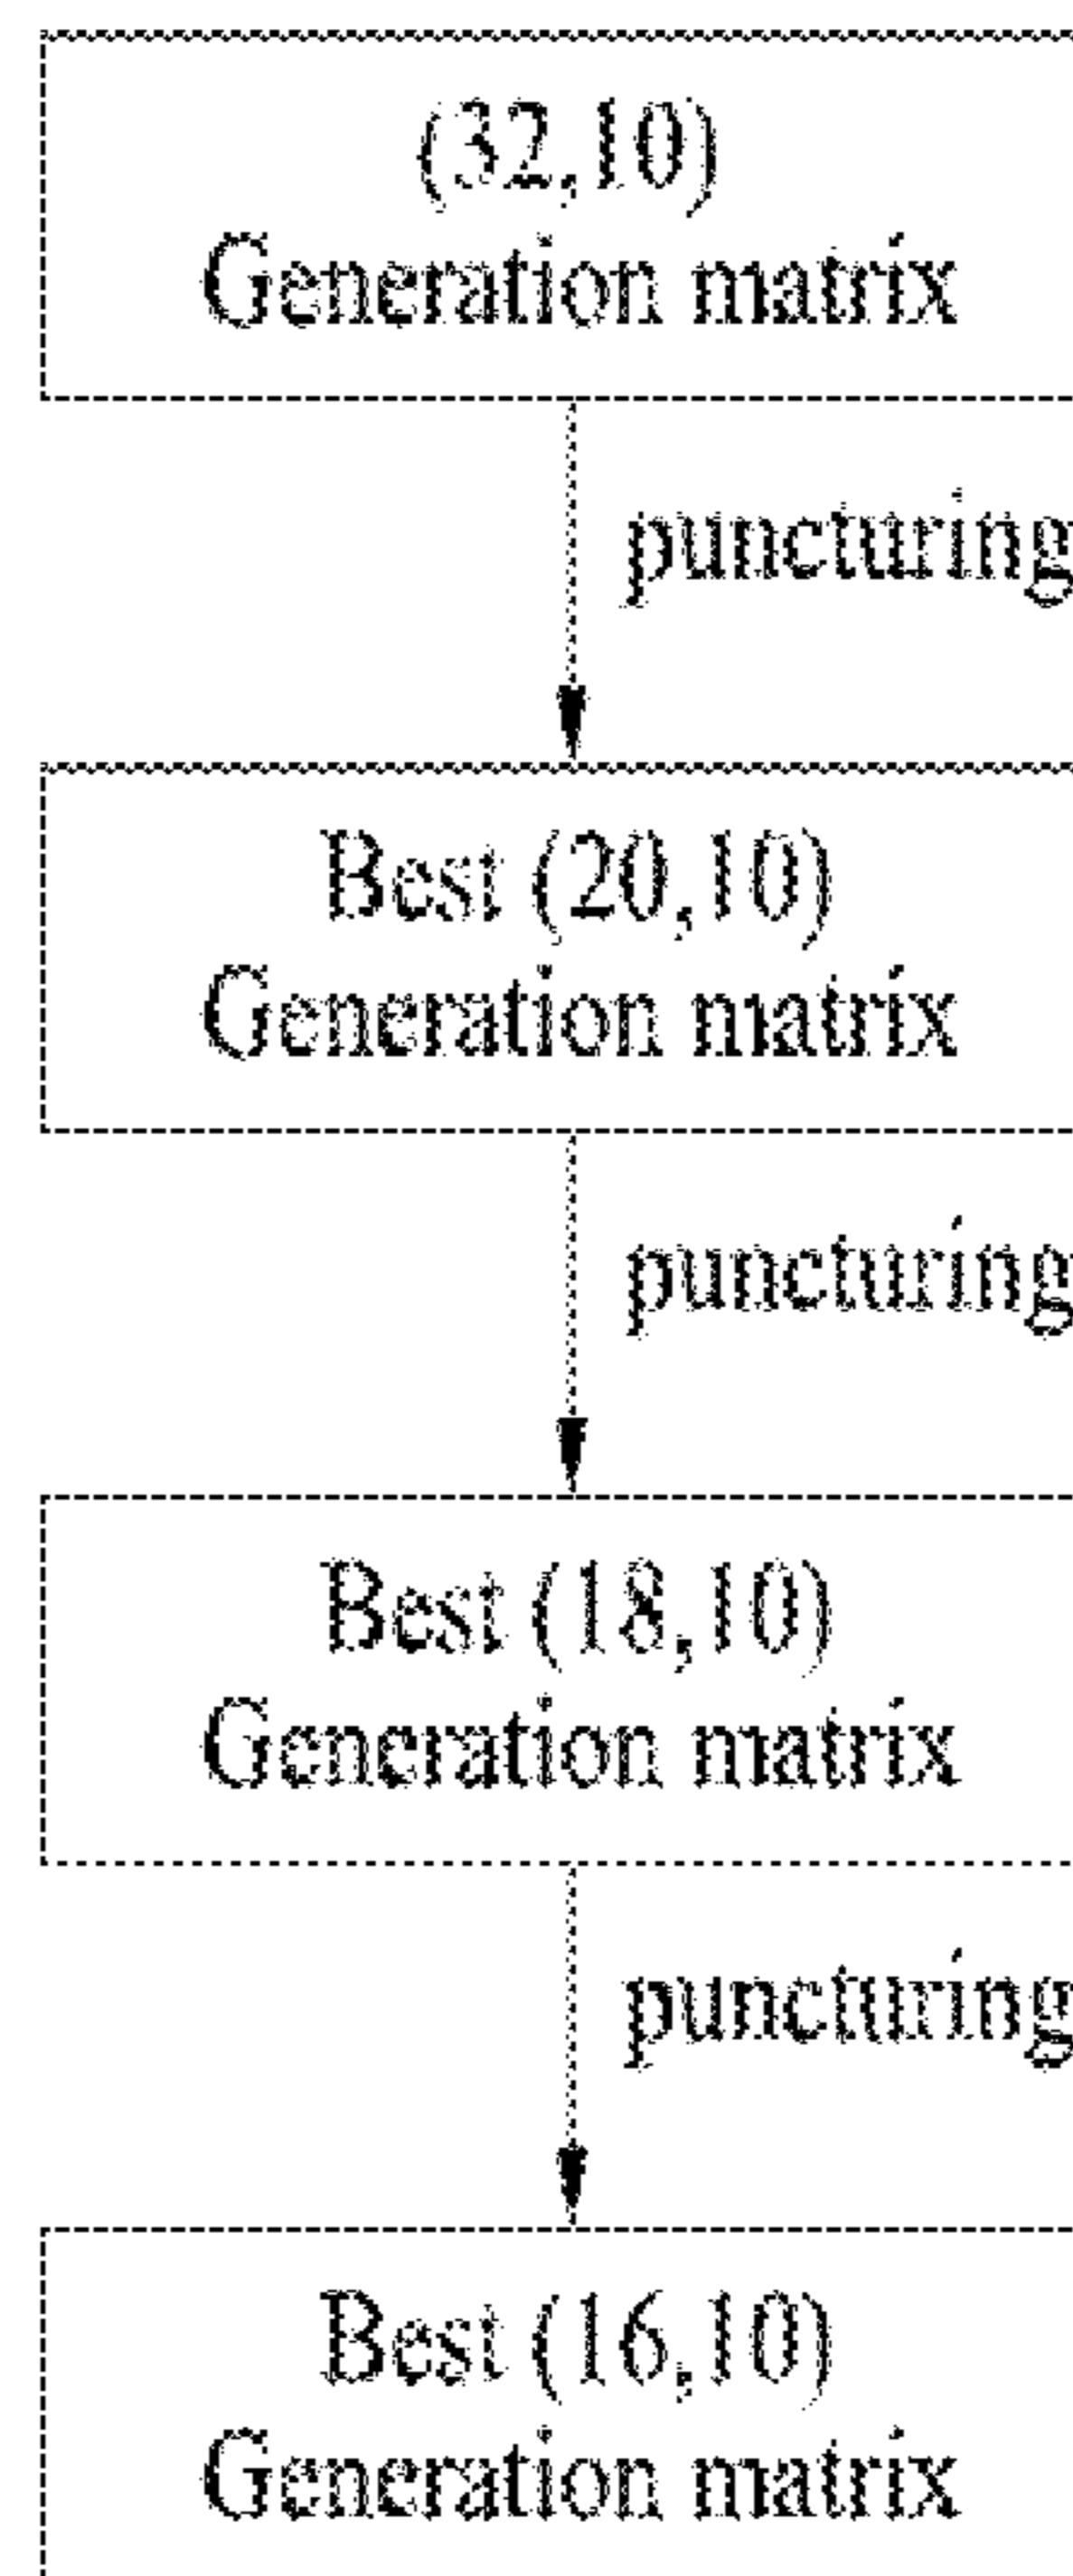 (32,10)
Generation matrix
puncturing
Best (20,10)
Generation matrix
puncturing
Best (18,10)
Generation matrix
puncturing
Best (16,10)
Generation matrix